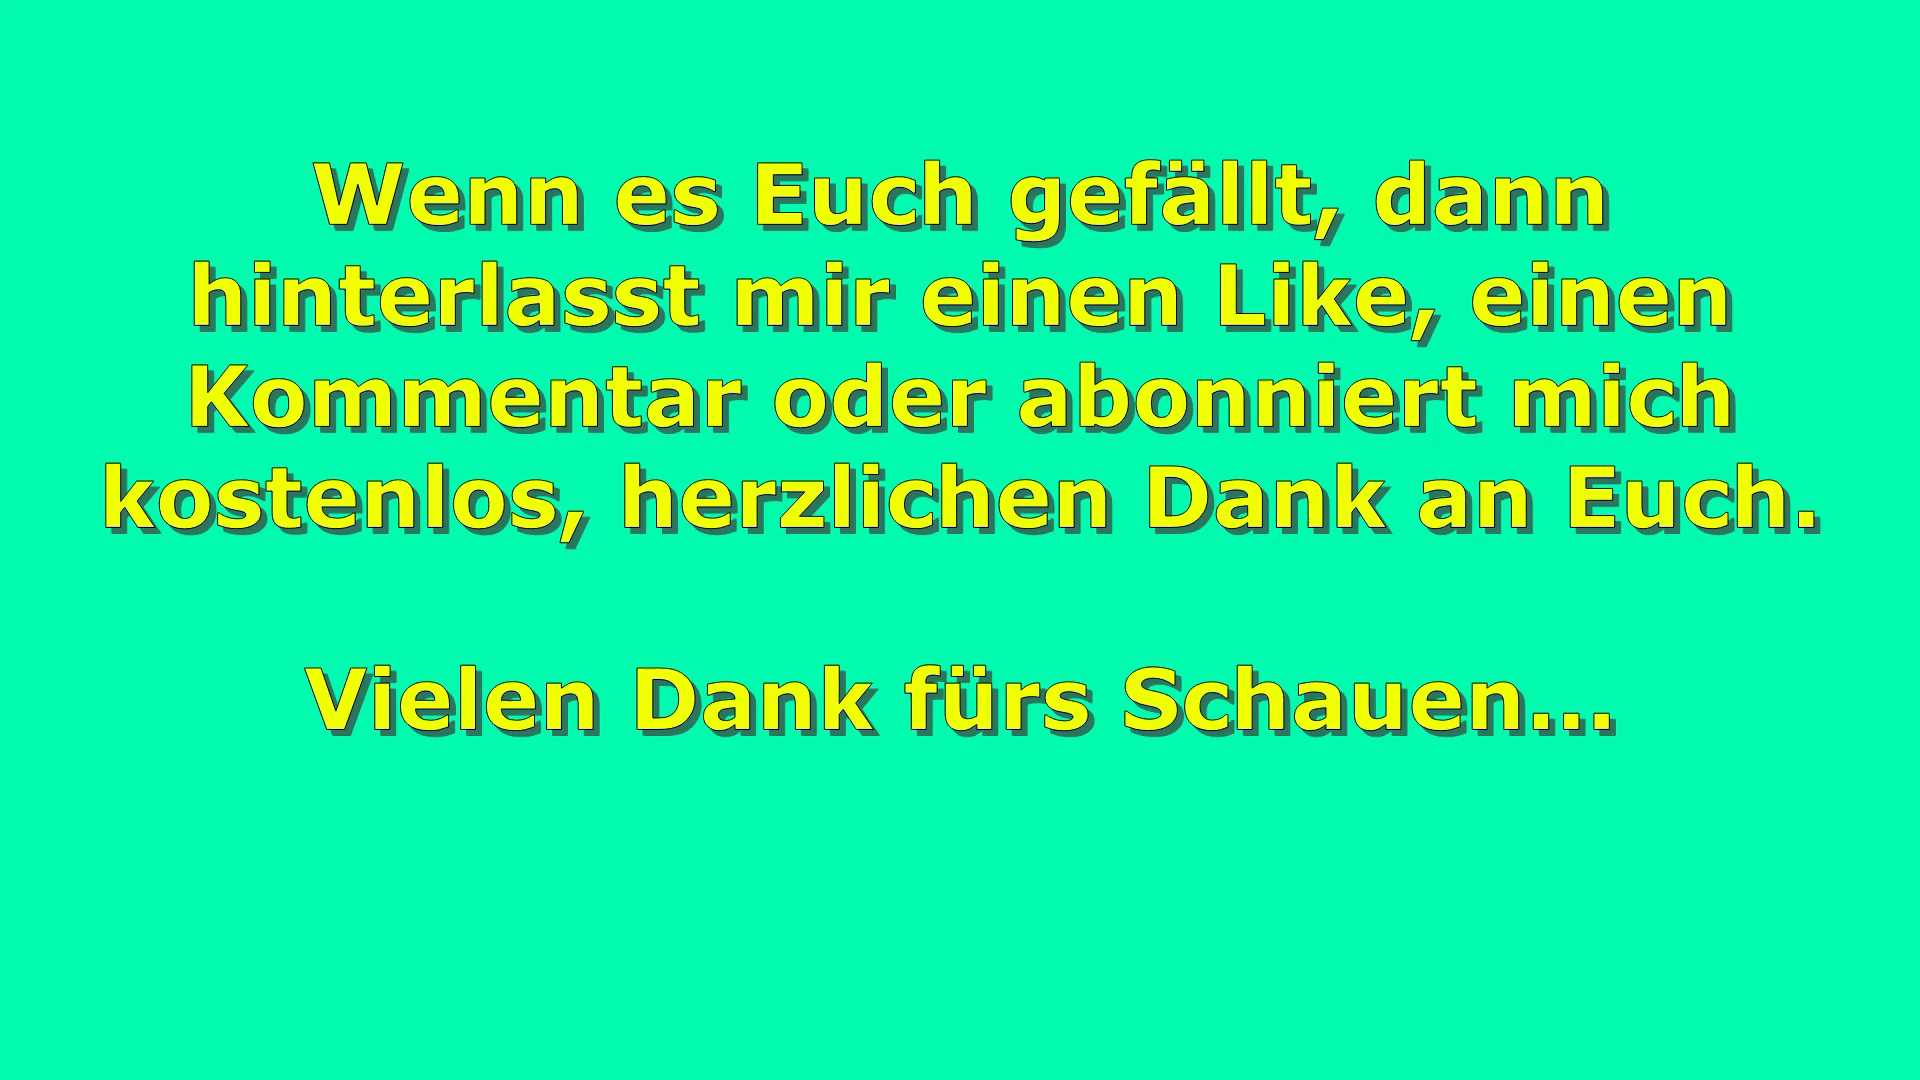 Wenn es Euch gefällt, dann
hinterlasst mir einen Like, einen
Kommentar oder abonniert mich
kostenlos, herzlichen Dank an Euch.
Vielen Dank fürs Schauen...